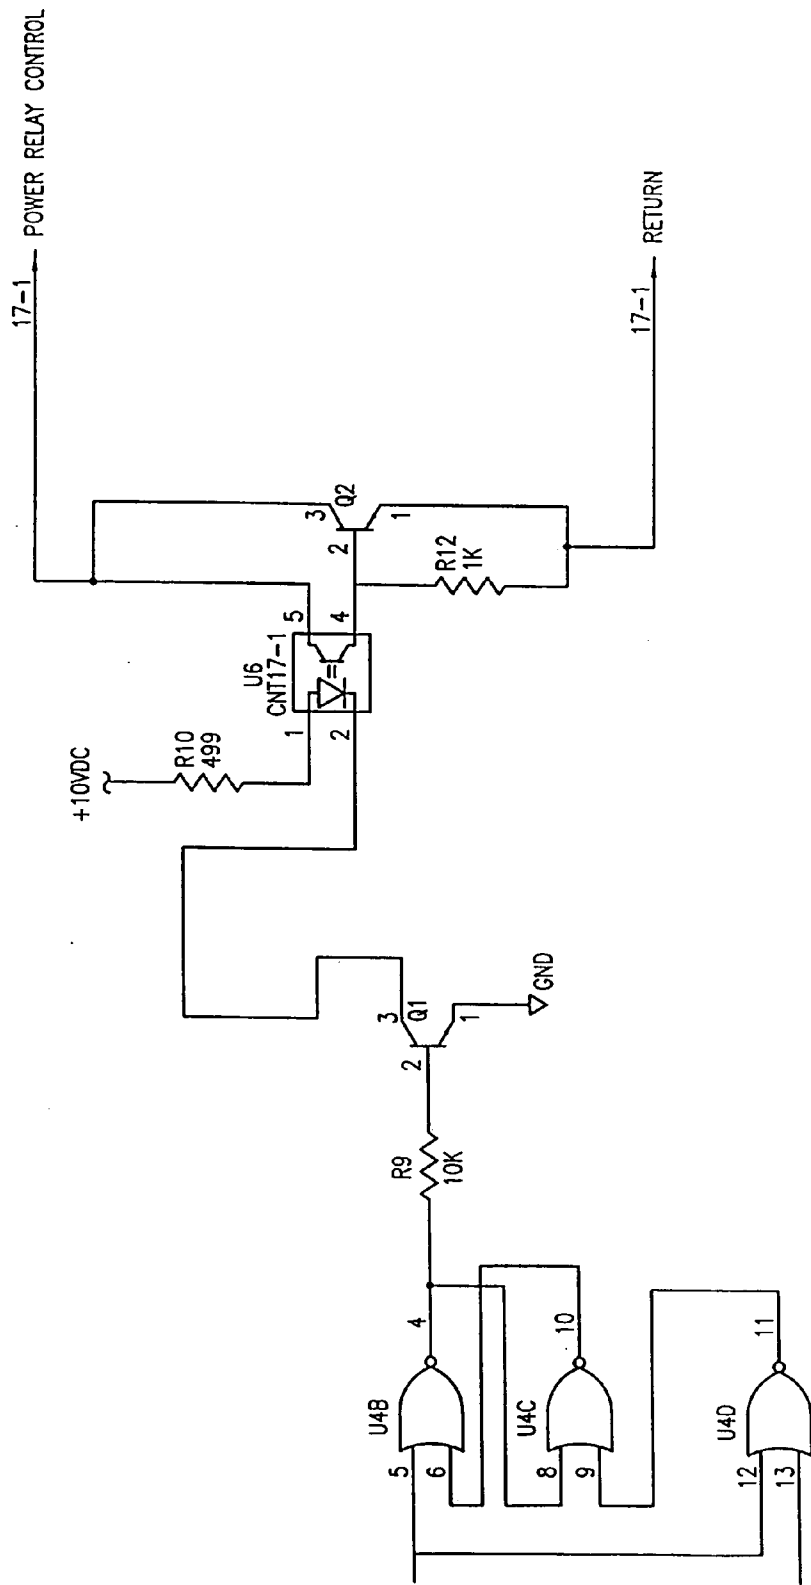 17-1
POWER RELAY CONTROL
+10VDC
R10
499
U6
CNT17-1
1
2
5
4
3
Q2
2
1
R12
1K
17-1
RETURN
3
Q1
2
1
GND
R9
10K
U4B
5
6
4
U4C
8
9
10
U4D
12
13
11